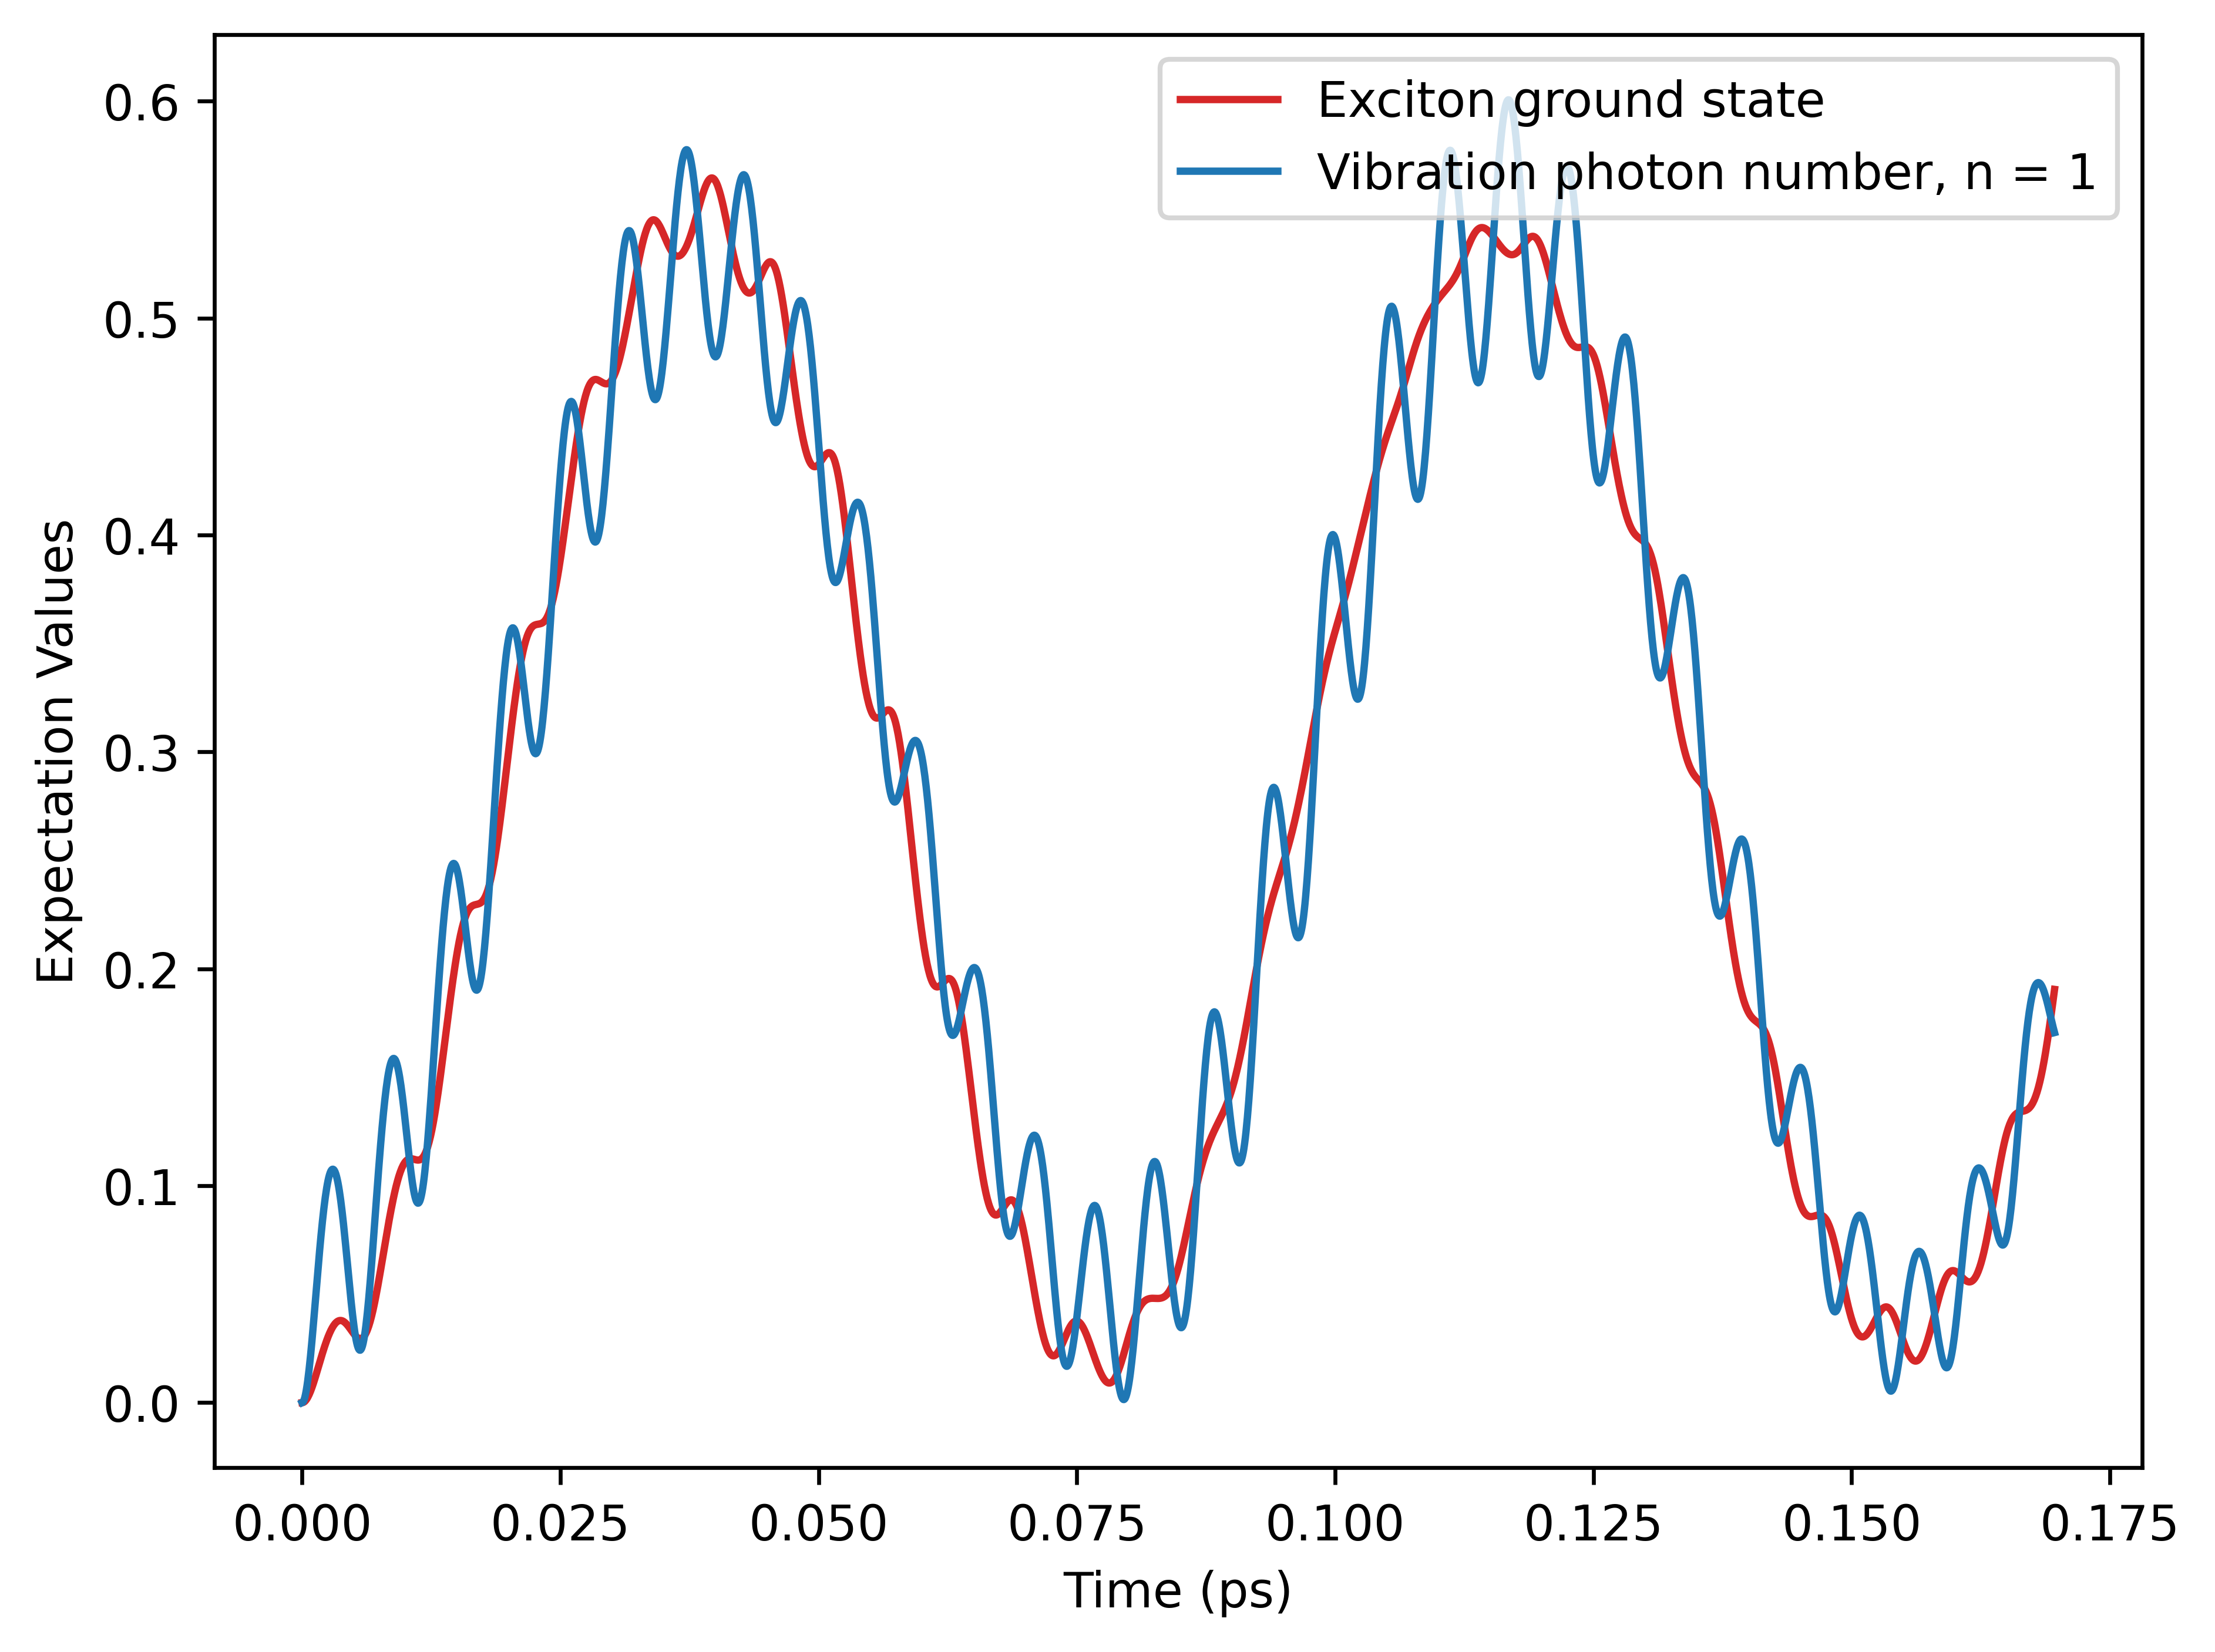 Exciton ground state
Vibration photon number, n = 1
0.6
0.5
0.4
0.3
0.2
0.1
0.0
Expectation Values
0.000 0.025 0.050 0.075 0.100 0.125 0.150 0.175
Time (ps)